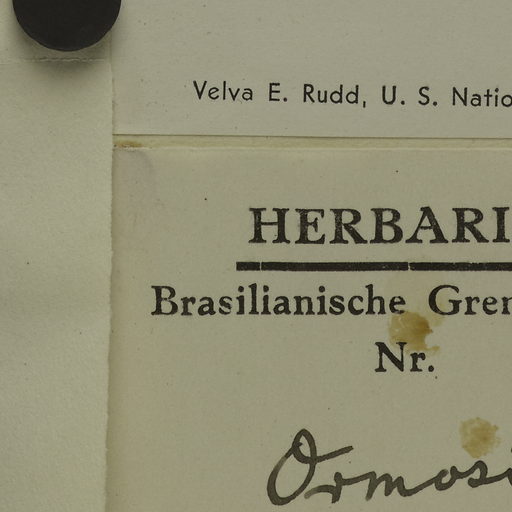 Velva E. Rudd, U. S. Natio
HERBARI
Brasilianische Gren
Nr.
Ormosi